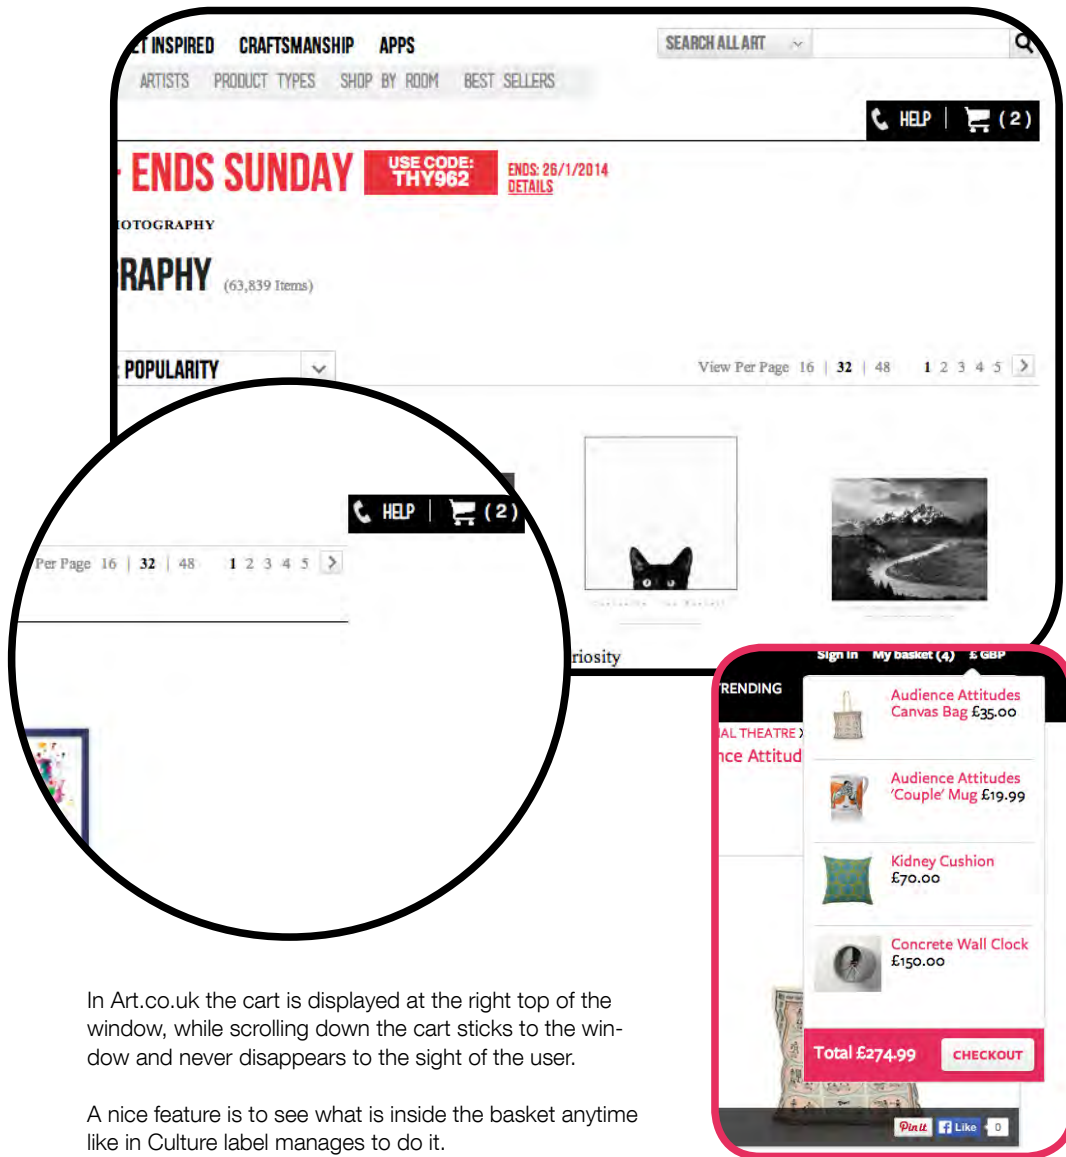 INSPIRED CRAFTSMANSHIP APPS
SEARCH ALL ART
ARTISTS PRODUCT TYPES SHOP BY ROOM BEST SELLERS
HELP | (2)
ENDS SUNDAY
USE CODE:
THY962
ENDS: 26/1/2014
DETAILS
OTOGRAPHY
RAPHY (63,839 Items)
: POPULARITY
View Per Page 16 | 32 | 48 1 2 3 4 5 >
HELP | (2)
Per Page 16 | 32 | 48 1 2 3 4 5 >
riosity
Sign In My basket (4) £ GBP
TRENDING
Audience Attitudes
Canvas Bag £35.00
AL THEATRE
nce Attitud
Audience Attitudes
'Couple' Mug £19.99
Kidney Cushion
£70.00
Concrete Wall Clock
£150.00
Total £274.99 CHECKOUT
Pin it Like 0
In Art.co.uk the cart is displayed at the right top of the
window, while scrolling down the cart sticks to the win-
dow and never disappears to the sight of the user.
A nice feature is to see what is inside the basket anytime
like in Culture label manages to do it.